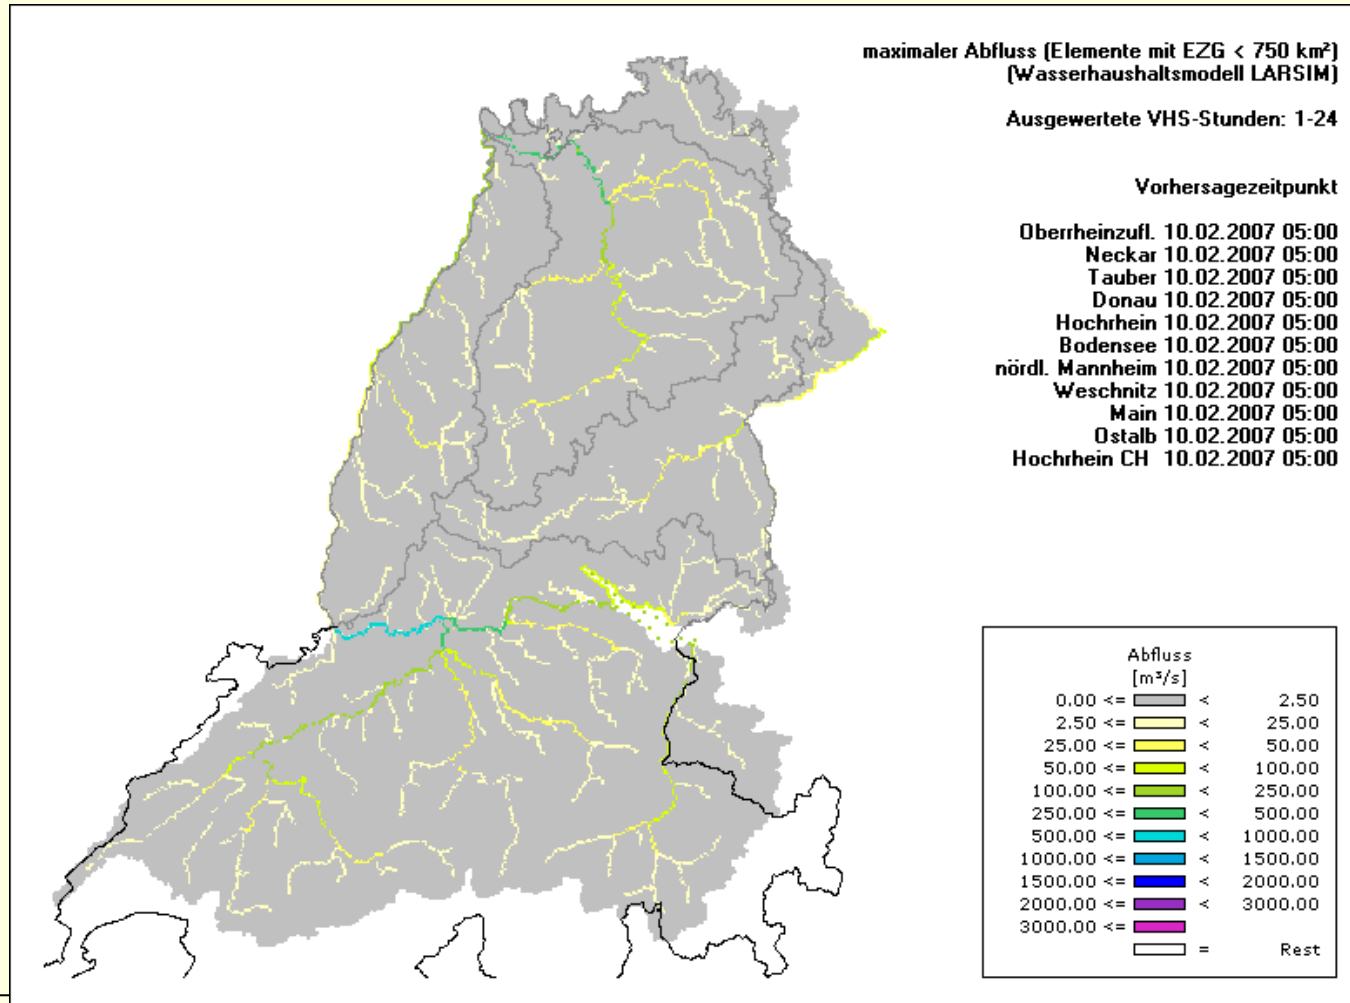 maximaler Abfluss (Elemente mit EZG < 750 km²)
(Wasserhaushaltsmodell LARSIM)
Ausgewertete VHS-Stunden: 1-24
Vorhersagezeitpunkt
Oberrheinzufl. 10.02.2007 05:00
Neckar 10.02.2007 05:00
Tauber 10.02.2007 05:00
Donau 10.02.2007 05:00
Hochrhein 10.02.2007 05:00
Bodensee 10.02.2007 05:00
nördl. Mannheim 10.02.2007 05:00
Weschnitz 10.02.2007 05:00
Main 10.02.2007 05:00
Ostalb 10.02.2007 05:00
Hochrhein CH 10.02.2007 05:00
Abfluss
[m³/s]
0.00 <= < 2.50
2.50 <= < 25.00
25.00 <= < 50.00
50.00 <= < 100.00
100.00 <= < 250.00
250.00 <= < 500.00
500.00 <= < 1000.00
1000.00 <= < 1500.00
1500.00 <= < 2000.00
2000.00 <= < 3000.00
3000.00 <=
= Rest